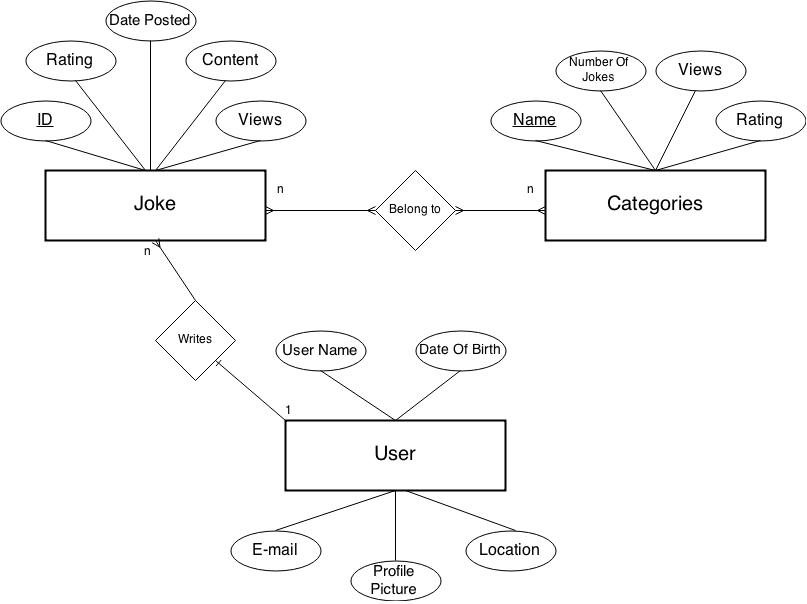 Date Posted
Rating
Content
Number Of
Jokes
Views
ID
Views
Name
Rating
n
n
Joke
Belong to
Categories
n
Writes
User Name
Date Of Birth
1
User
E-mail
Location
Profile
Picture